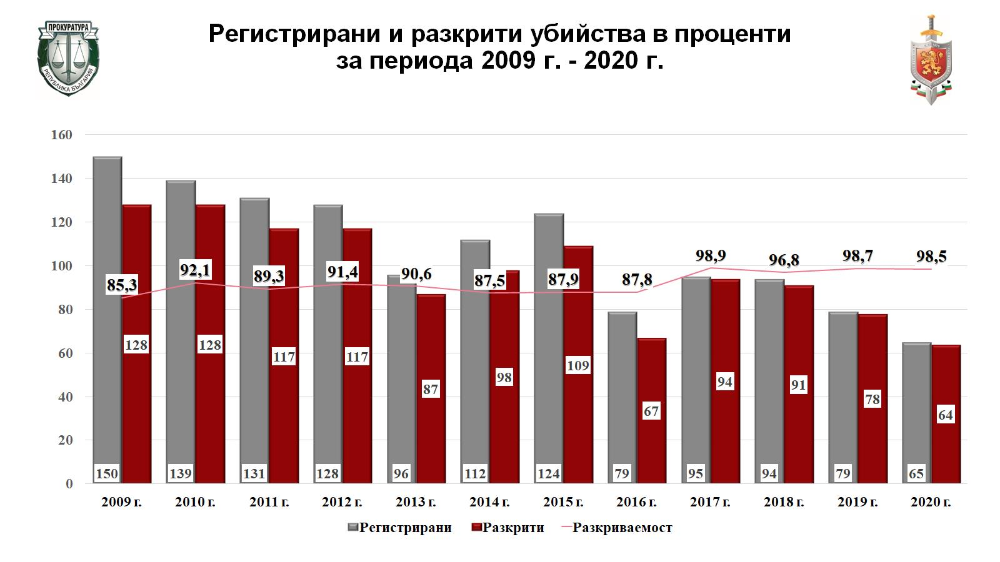 ПРОКУРАТУРА
РЕПУБЛИКА БЪЛГАРИЯ
Регистрирани и разкрити убийства в проценти
за периода 2009 г. - 2020 г.
160
140
120
100
80
60
40
20
0
85,3 92,1 89,3 91,4 90,6 87,5 87,9 87,8 98,9 96,8 98,7 98,5
128 128 117 117 87 98 109 67 94 91 78 64
150 139 131 128 96 112 124 79 95 94 79 65
2009 г. 2010 г. 2011 г. 2012 г. 2013 г. 2014 г. 2015 г. 2016 г. 2017 г. 2018 г. 2019 г. 2020 г.
Регистрирани Разкрити Разкриваемост